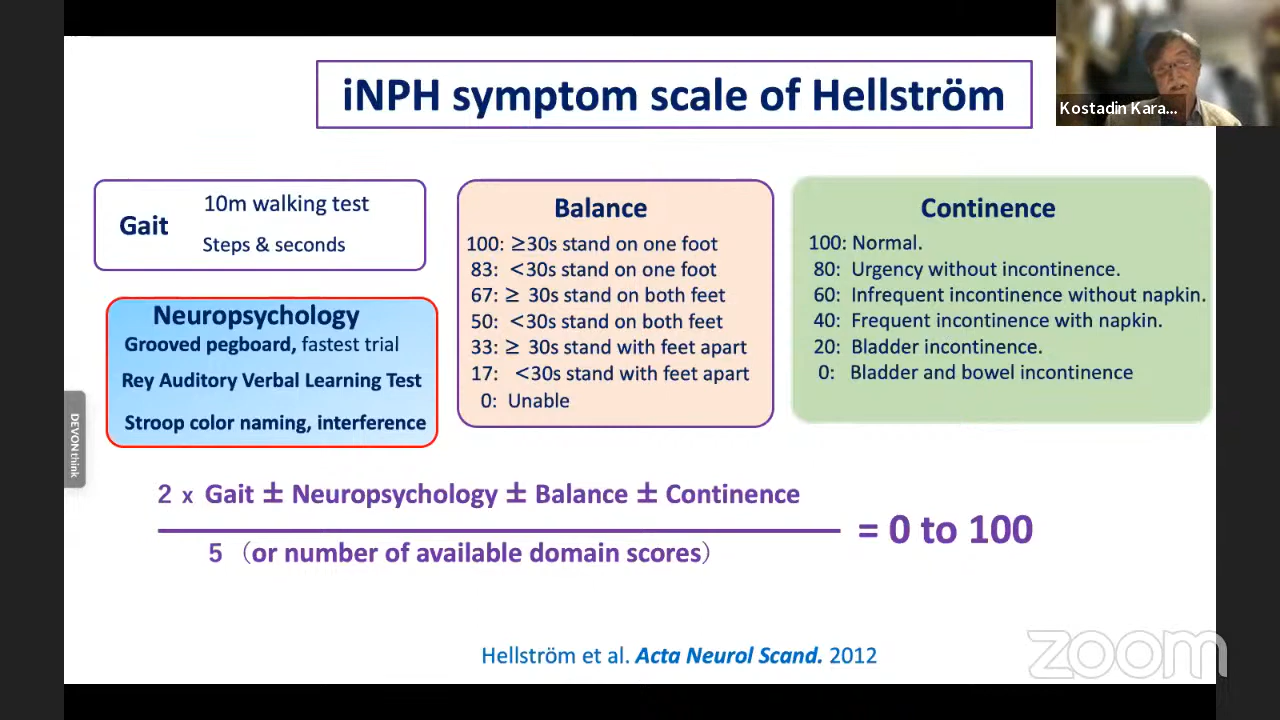 iNPH symptom scale of Hellström
Kostadin Kara...
Gait
10m walking test
Steps & seconds
Neuropsychology
Grooved pegboard, fastest trial
Rey Auditory Verbal Learning Test
Stroop color naming, interference
Balance
100: ≥30s stand on one foot
83: <30s stand on one foot
67: ≥ 30s stand on both feet
50: <30s stand on both feet
33: ≥ 30s stand with feet apart
17: <30s stand with feet apart
0: Unable
Continence
100: Normal.
80: Urgency without incontinence.
60: Infrequent incontinence without napkin.
40: Frequent incontinence with napkin.
20: Bladder incontinence.
0: Bladder and bowel incontinence
DEVONthink
2 x Gait ± Neuropsychology ± Balance ± Continence
5 （or number of available domain scores）
= 0 to 100
Hellström et al. Acta Neurol Scand. 2012
zoom